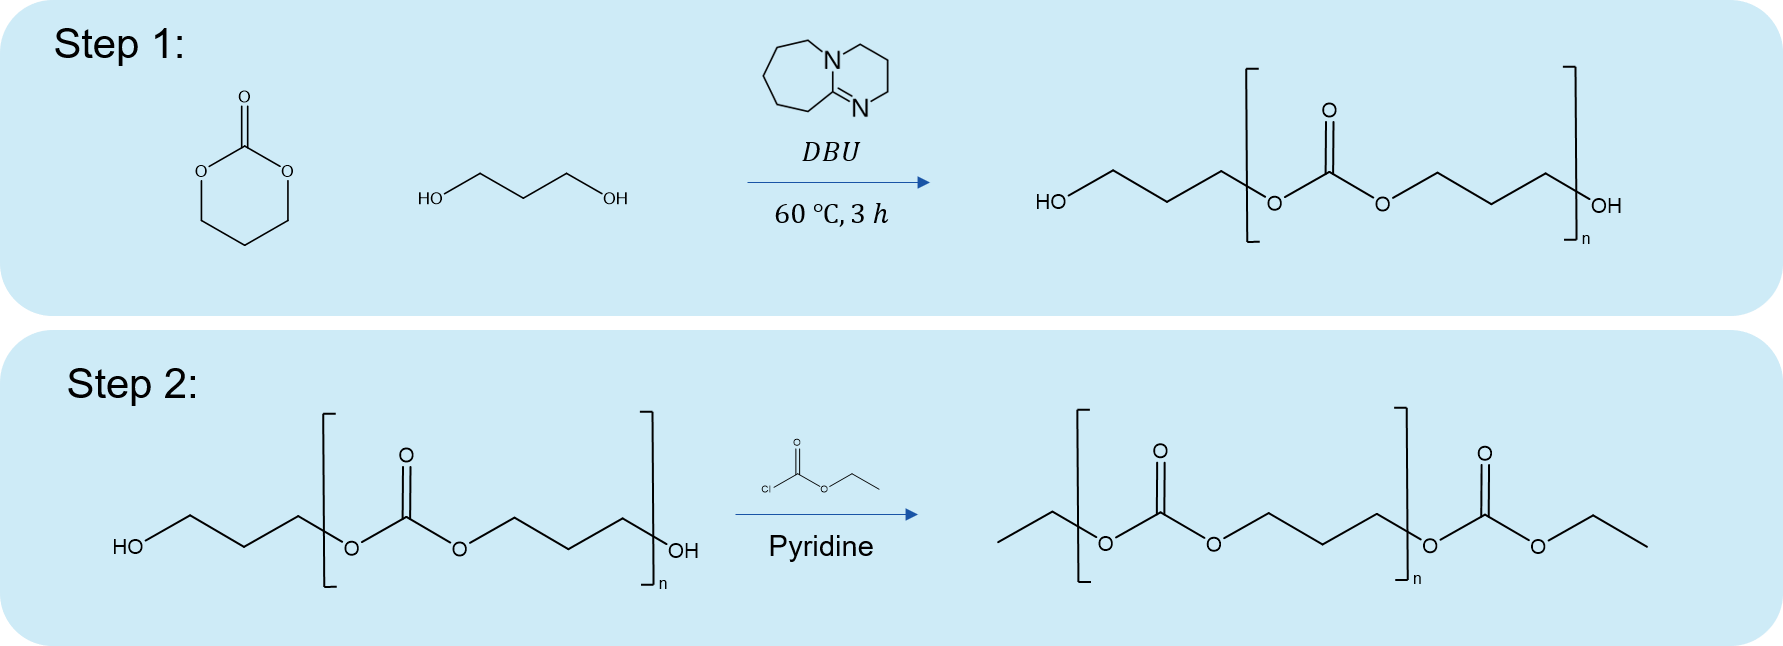 Step 1:
O
O O
HO OH
N
N
DBU
60 °C, 3 h
O
HO O O OH
n
Step 2:
O
HO O O OH
n
O
Cl O
Pyridine
O O
O O O O
n